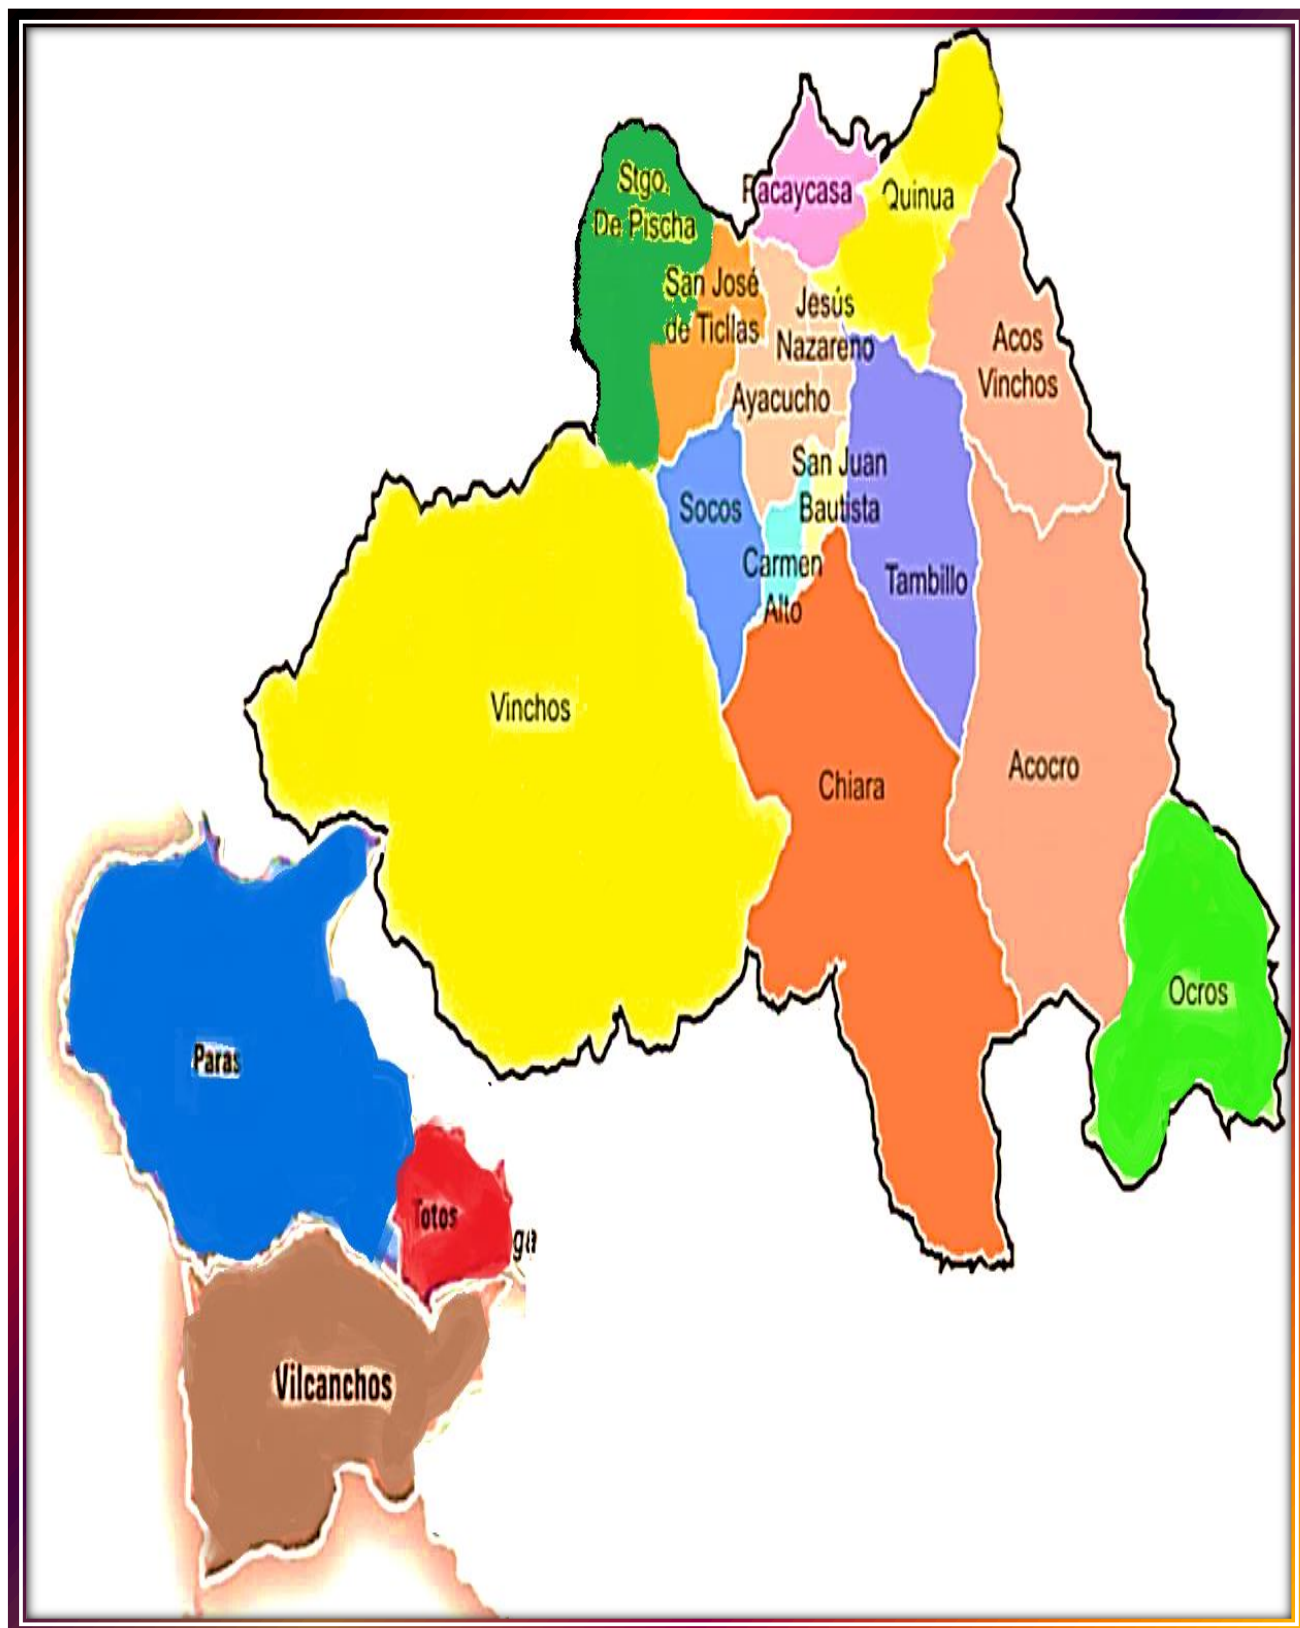 Stgo.
De Pischa
Pacaycasa
Quinua
San José
de Ticllas
Jesús
Nazareno
Acos
Vinchos
Ayacucho
San Juan
Bautista
Socos
Carmen
Alto
Tambillo
Vinchos
Chiara
Acocro
Ocros
Paras
Totos
ga
Vilcanchos